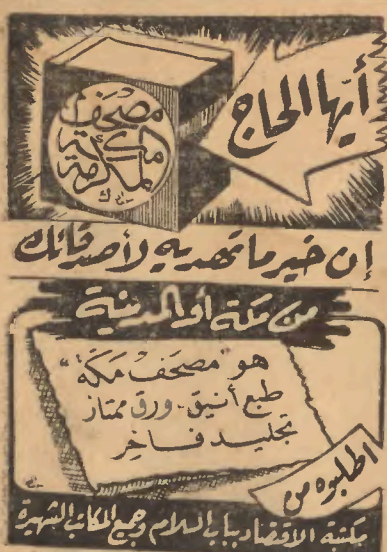 أيها الحاج
مصحف
مكة
المكرمة
إن خير ما تهديه لأصدقائك
من مكة أو المدينة
هو "مصحف مكة"
طبع أنيق - ورق ممتاز
تجليد فاخر
اطلبوه من
مكتبة الاقتصاد بباب السلام وجميع المكاتب الشهيرة